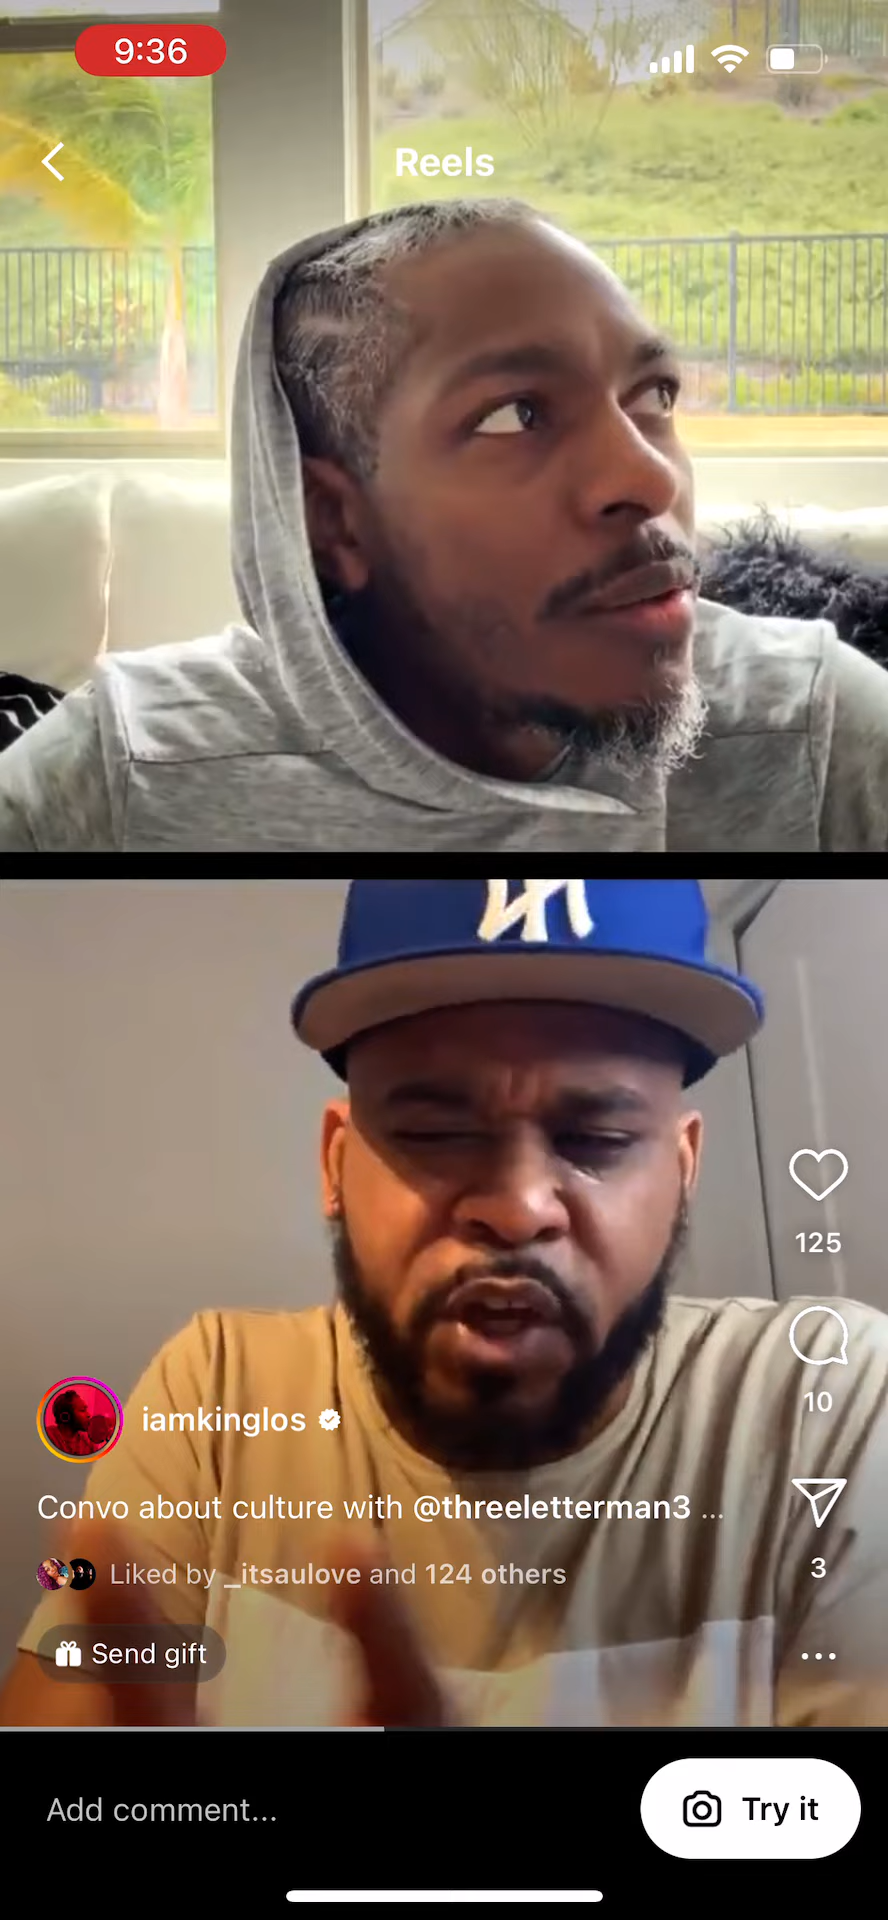 9:36
Reels
125
10
iamkinglos
Convo about culture with @threeletterman3 ...
Liked by _itsaulove and 124 others
3
Send gift
Add comment...
Try it